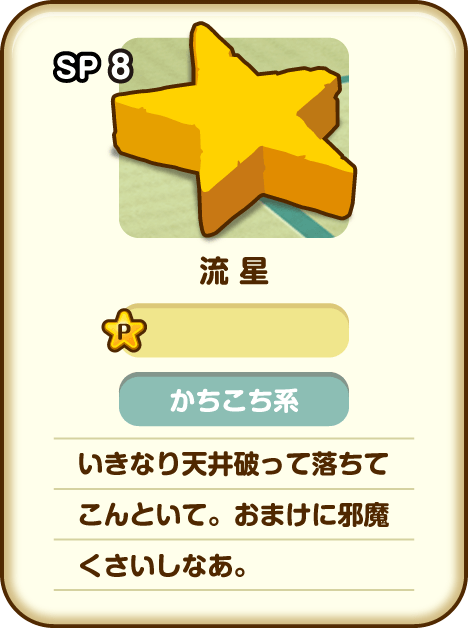 SP 8
流星
P
かちこち系
いきなり天井破って落ちて
こんといて。おまけに邪魔
くさいしなあ。